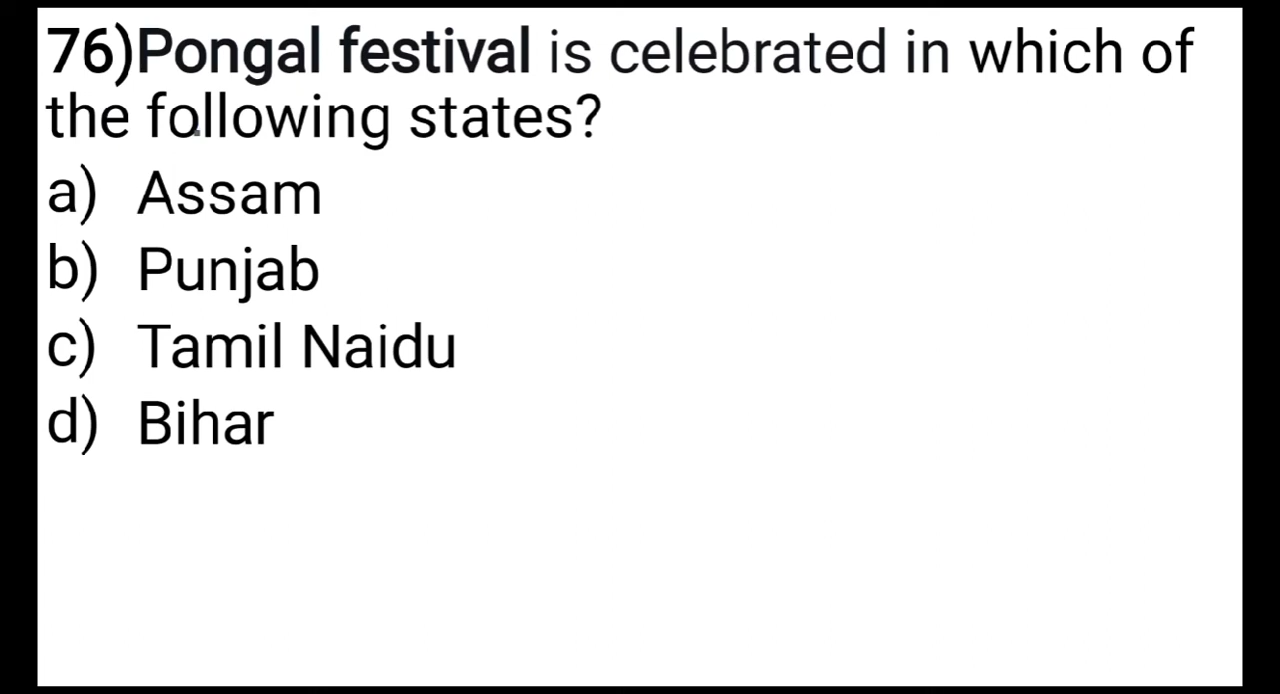 76)Pongal festival is celebrated in which of
the following states?
a) Assam
b) Punjab
c) Tamil Naidu
d) Bihar